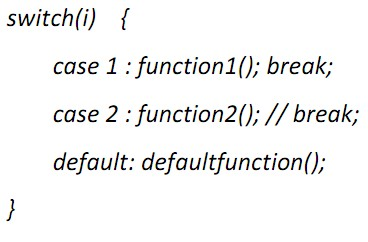 switch(i) {
case 1 : function1(); break;
case 2 : function2(); // break;
default: defaultfunction();
}